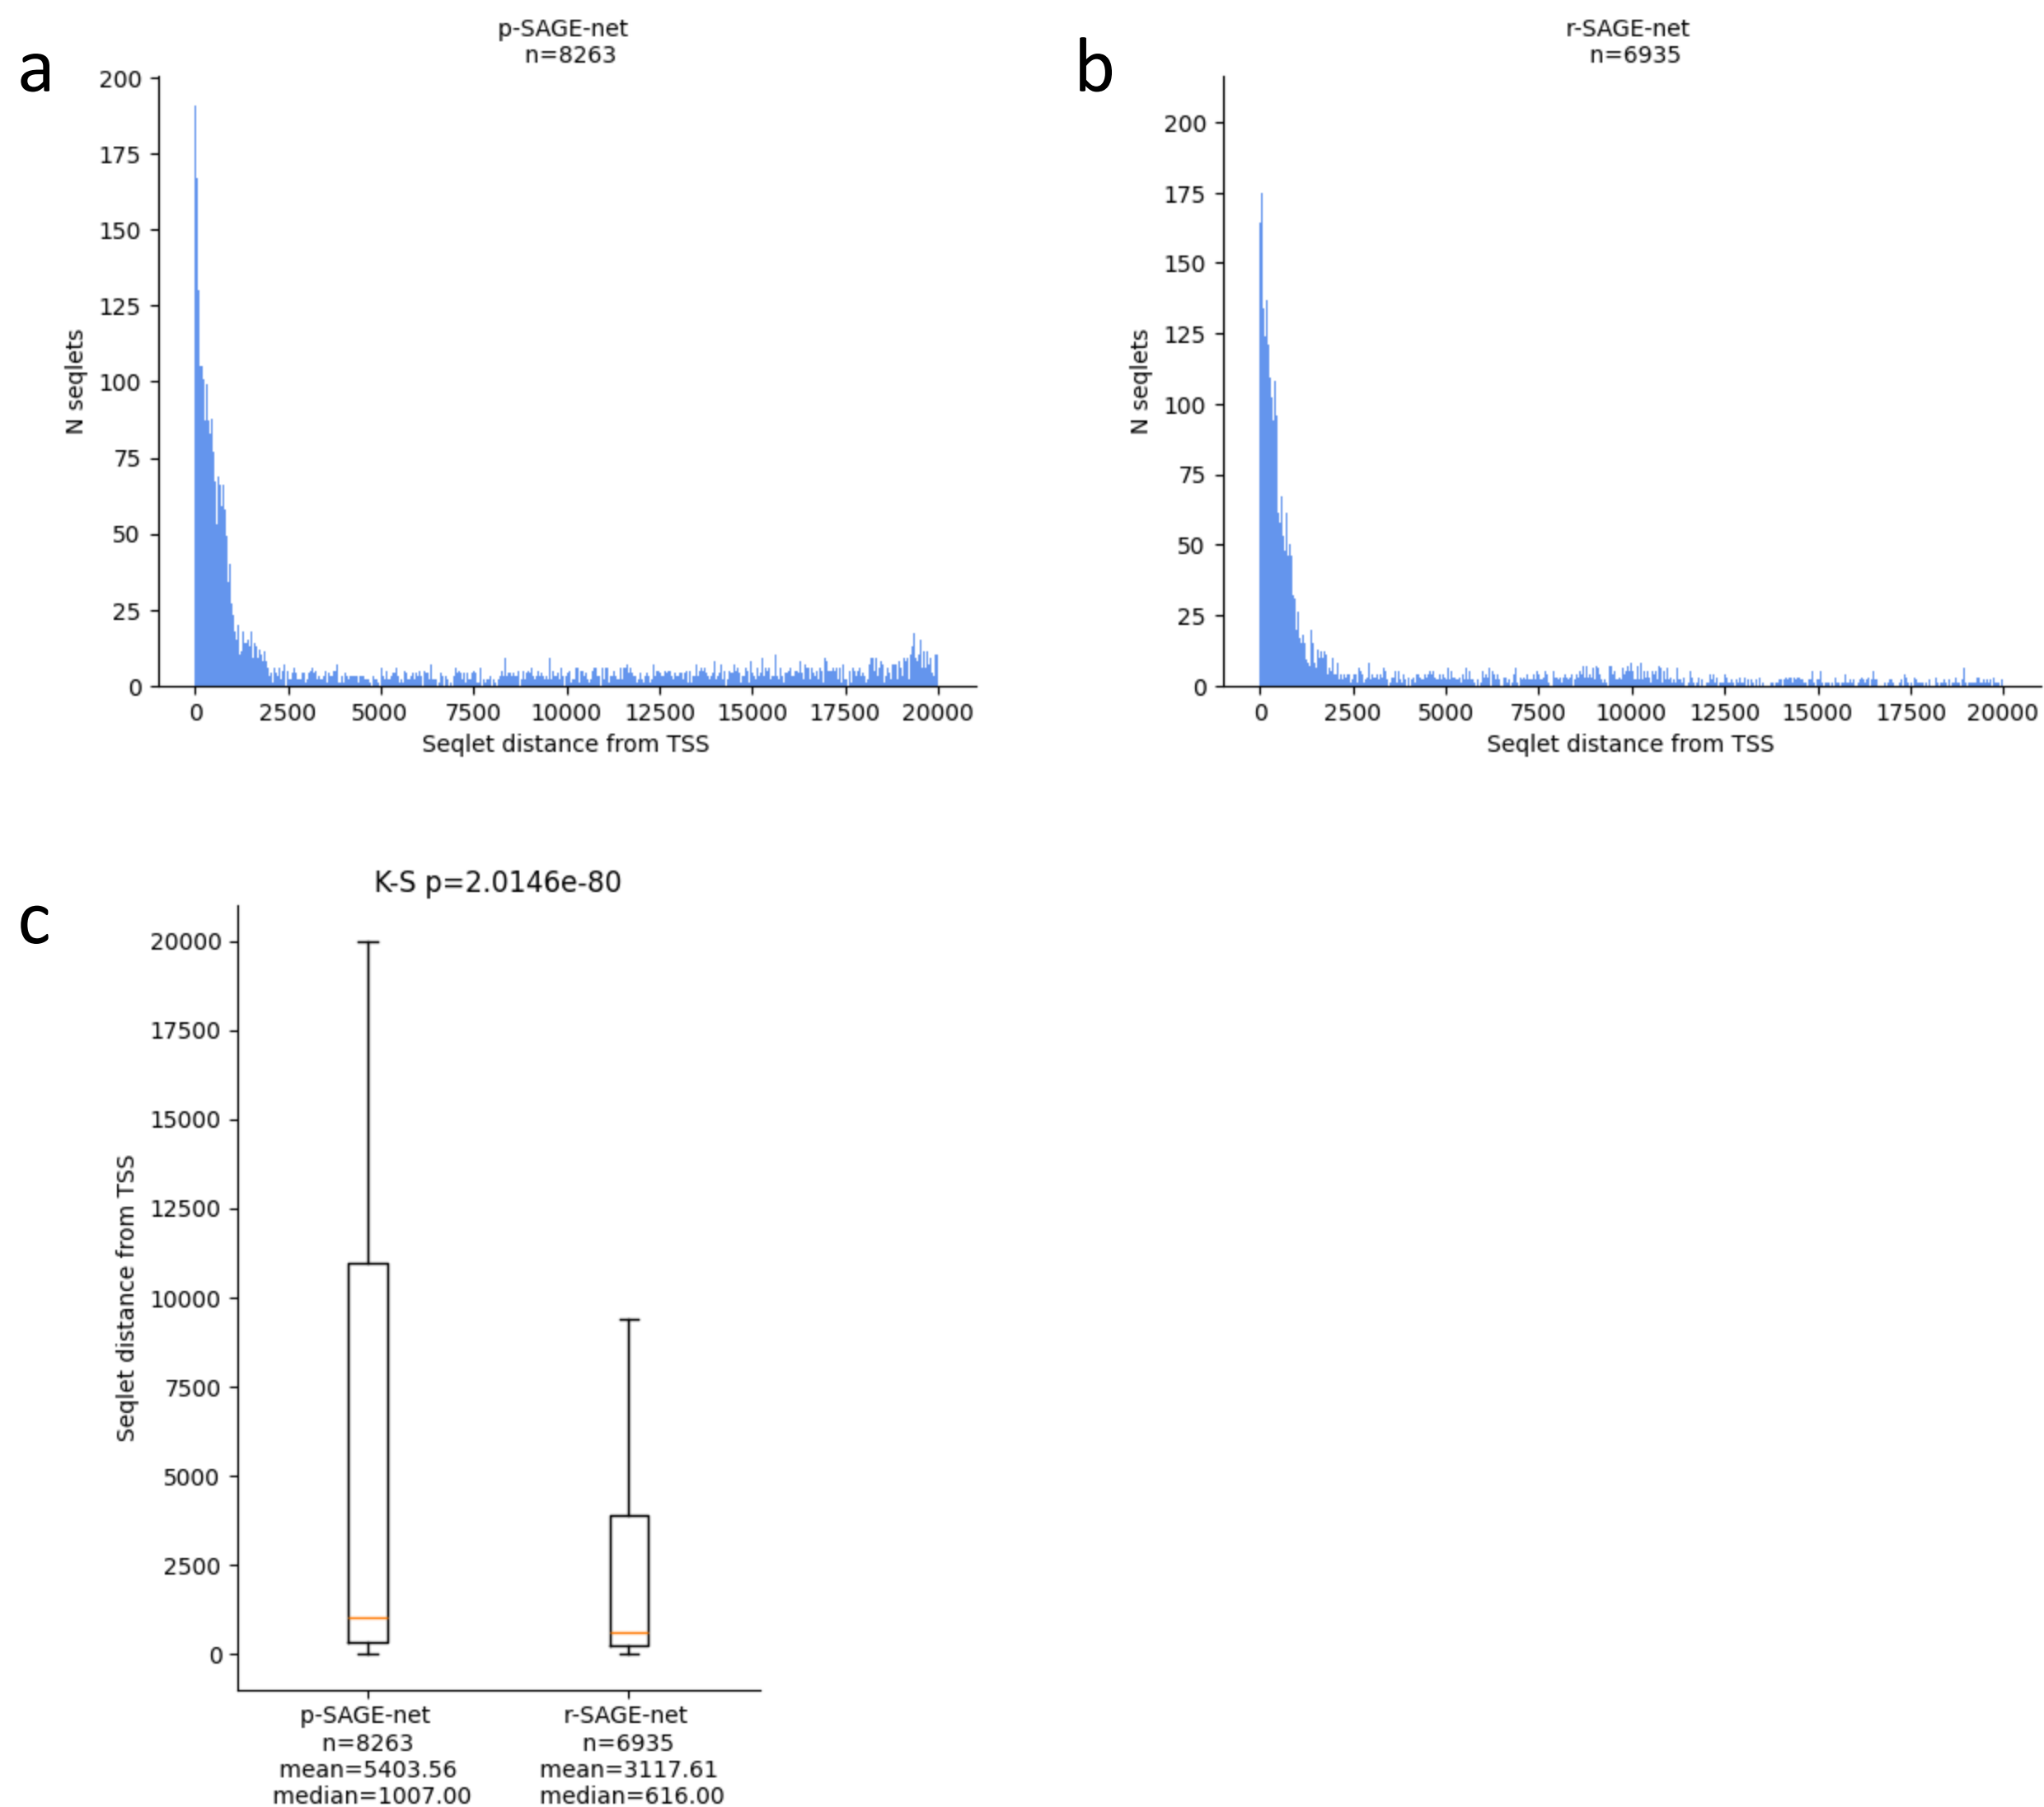 a
p-SAGE-net
n=8263
200
175
150
125
100
75
50
25
0
N seqlets
0 2500 5000 7500 10000 12500 15000 17500 20000
Seqlet distance from TSS
b
r-SAGE-net
n=6935
200
175
150
125
100
75
50
25
0
N seqlets
0 2500 5000 7500 10000 12500 15000 17500 20000
Seqlet distance from TSS
c
K-S p=2.0146e-80
20000
17500
15000
12500
10000
7500
5000
2500
0
Seqlet distance from TSS
p-SAGE-net
n=8263
mean=5403.56
median=1007.00
r-SAGE-net
n=6935
mean=3117.61
median=616.00